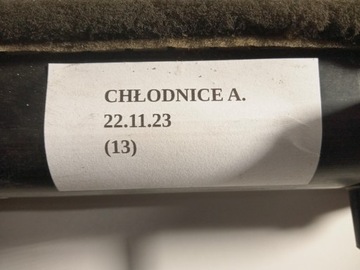 CHŁODNICE A.
22.11.23
(13)